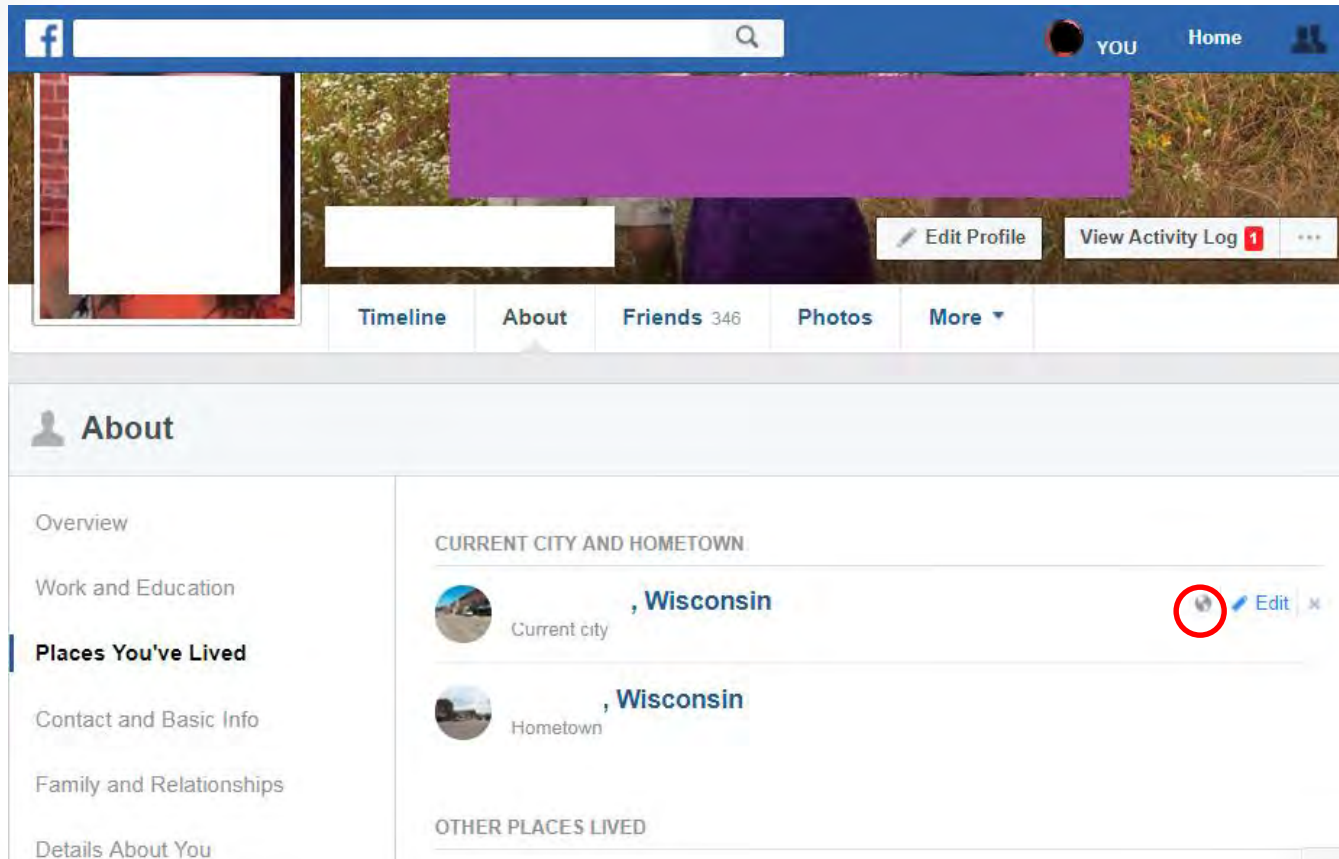 f
YOU Home
Edit Profile View Activity Log 1 ...
Timeline About Friends 346 Photos More
About
Overview
CURRENT CITY AND HOMETOWN
Work and Education
, Wisconsin
Edit
Current city
Places You've Lived
, Wisconsin
Contact and Basic Info
Hometown
Family and Relationships
OTHER PLACES LIVED
Details About You